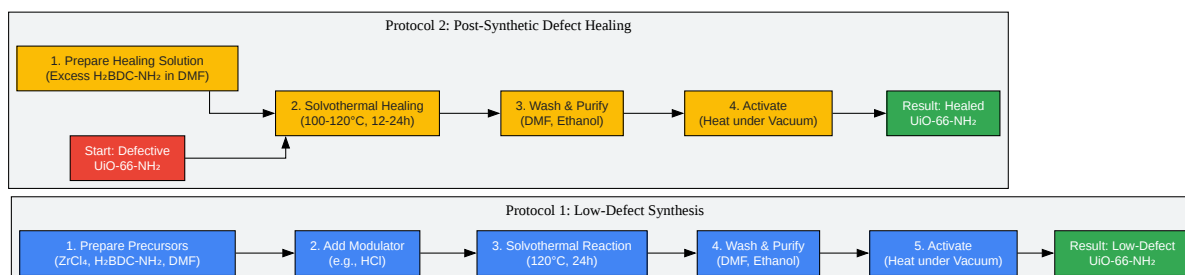 Protocol 2: Post-Synthetic Defect Healing
1. Prepare Healing Solution
(Excess H₂BDC-NH₂ in DMF)
2. Solvothermal Healing
(100-120°C, 12-24h)
3. Wash & Purify
(DMF, Ethanol)
4. Activate
(Heat under Vacuum)
Result: Healed
UiO-66-NH₂
Start: Defective
UiO-66-NH₂
Protocol 1: Low-Defect Synthesis
1. Prepare Precursors
(ZrCl₄, H₂BDC-NH₂, DMF)
2. Add Modulator
(e.g., HCl)
3. Solvothermal Reaction
(120°C, 24h)
4. Wash & Purify
(DMF, Ethanol)
5. Activate
(Heat under Vacuum)
Result: Low-Defect
UiO-66-NH₂